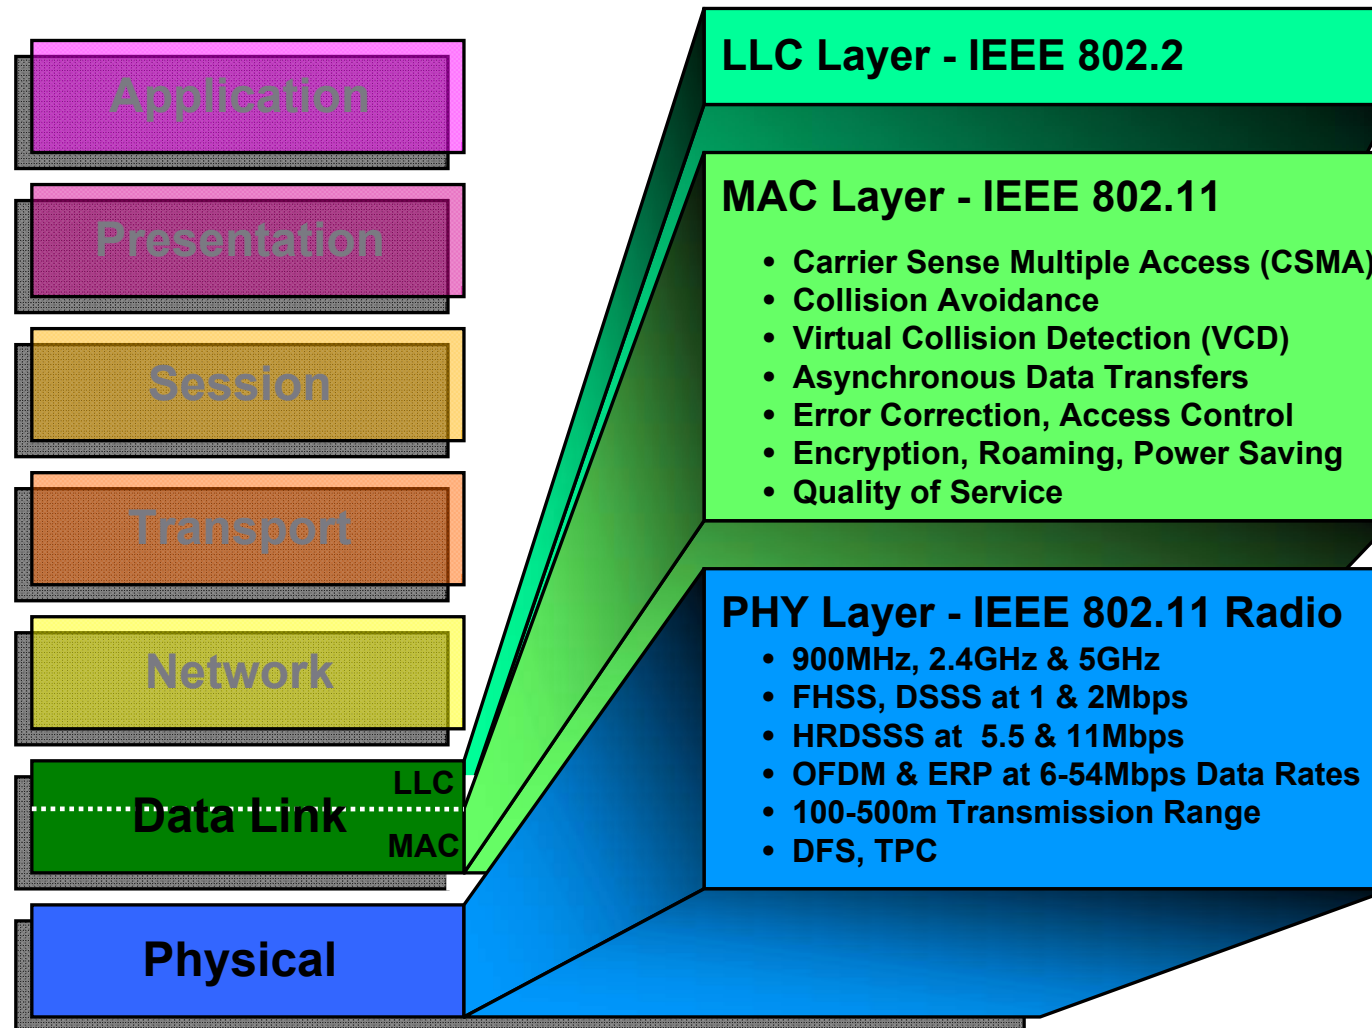 Application
Presentation
Session
Transport
Network
LLC
Data Link
MAC
Physical
LLC Layer - IEEE 802.2
MAC Layer - IEEE 802.11
• Carrier Sense Multiple Access (CSMA)
• Collision Avoidance
• Virtual Collision Detection (VCD)
• Asynchronous Data Transfers
• Error Correction, Access Control
• Encryption, Roaming, Power Saving
• Quality of Service
PHY Layer - IEEE 802.11 Radio
• 900MHz, 2.4GHz & 5GHz
• FHSS, DSSS at 1 & 2Mbps
• HRDSSS at  5.5 & 11Mbps
• OFDM & ERP at 6-54Mbps Data Rates
• 100-500m Transmission Range
• DFS, TPC